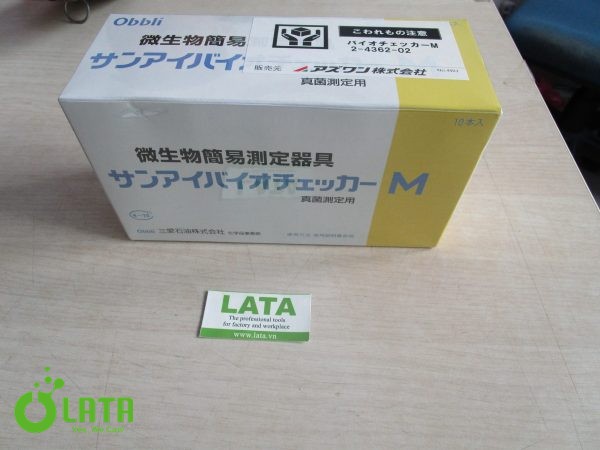 Obbli
微生物簡易測
サンアイバイオ
こわれもの注意
バイオチェッカーM
2-4362-02
販売元
アズワン株式会社
真菌測定用
10本入
微生物簡易測定器具
サンアイバイオチェッカー M
真菌測定用
Obbli 三愛石油株式会社
LATA
The professional tools
for factory and workplace
www.lata.vn
LATA